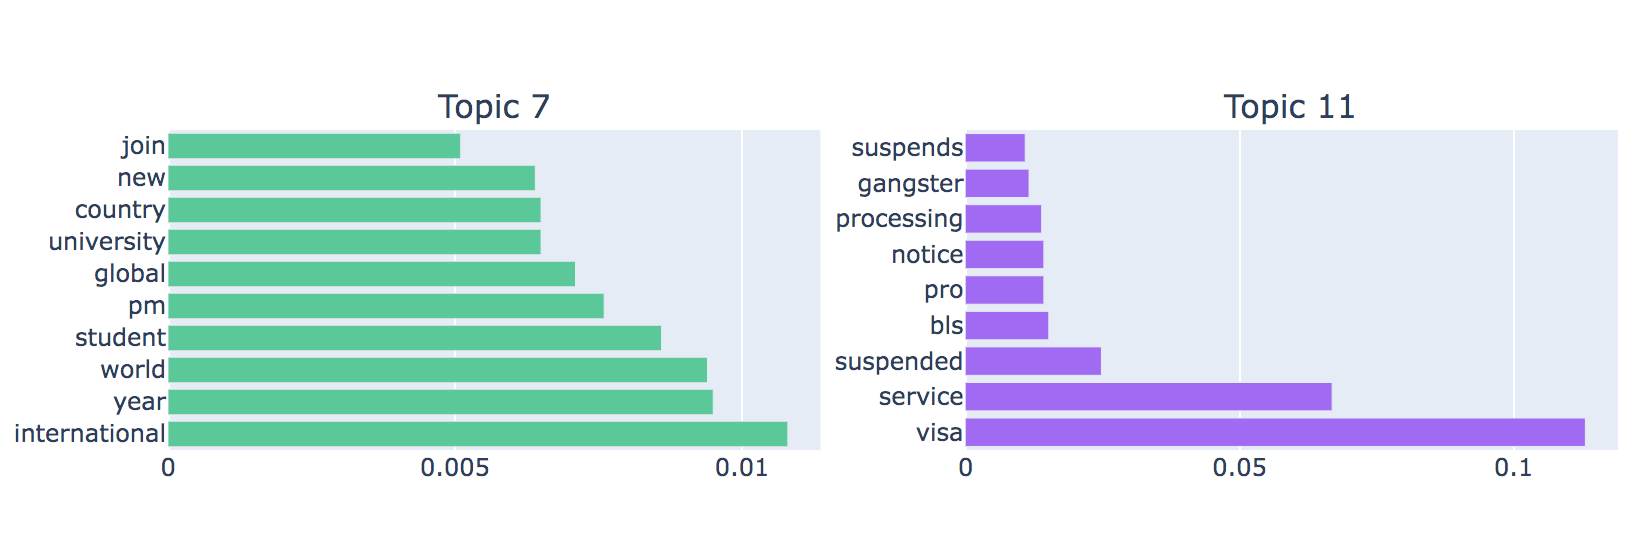 Topic 7
join
new
country
university
global
pm
student
world
year
international
0 0.005 0.01
Topic 11
suspends
gangster
processing
notice
pro
bls
suspended
service
visa
0 0.05 0.1